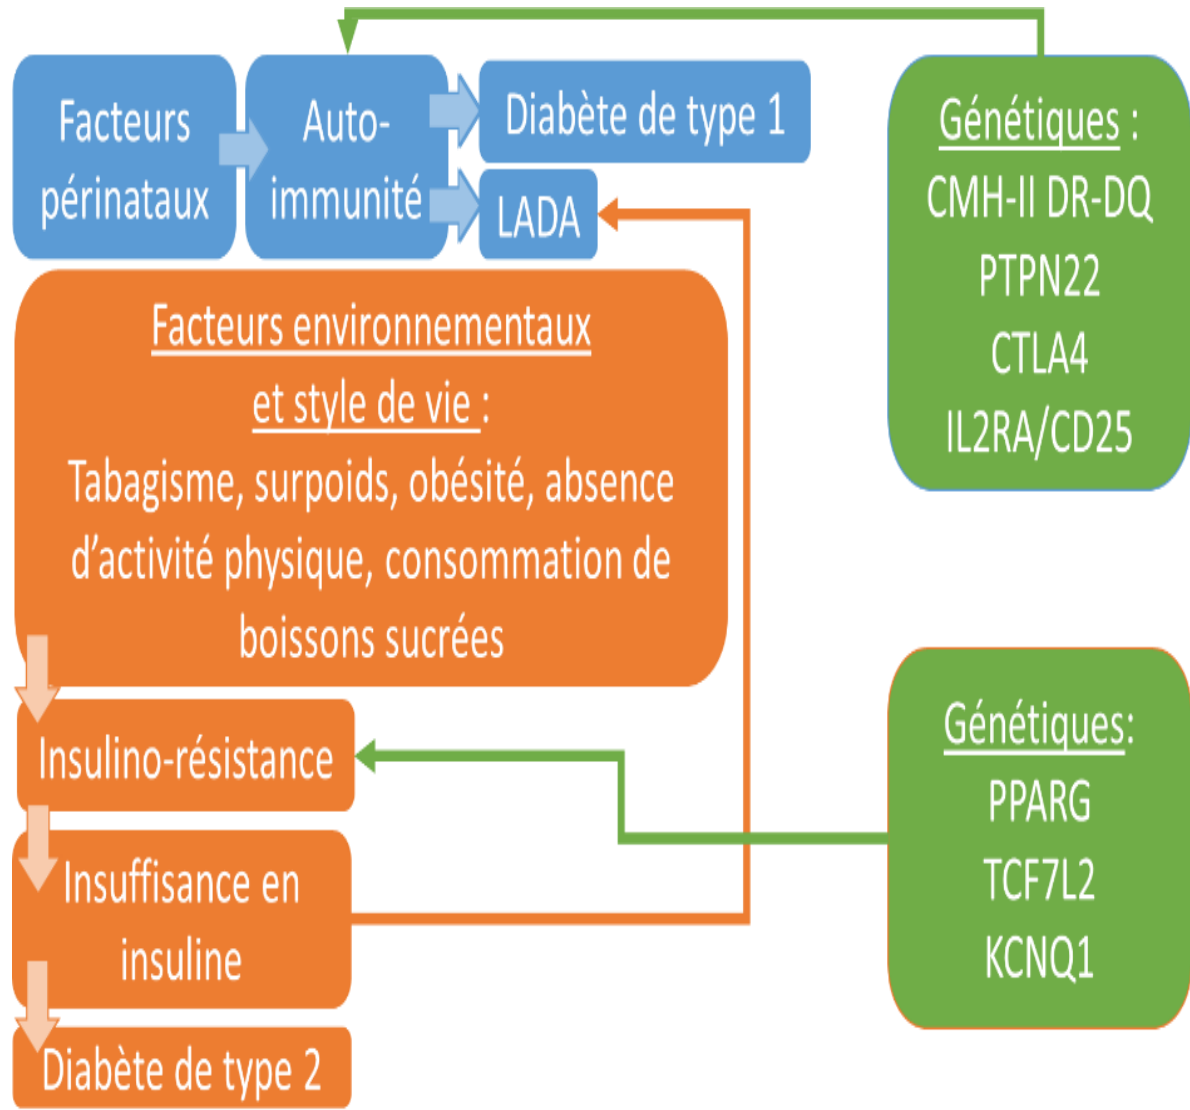 Facteurs
périnataux
Auto-
immunité
Diabète de type 1
LADA
Facteurs environnementaux
et style de vie :
Tabagisme, surpoids, obésité, absence
d’activité physique, consommation de
boissons sucrées
Insulino-résistance
Insuffisance en
insuline
Diabète de type 2
Génétiques :
CMH-II DR-DQ
PTPN22
CTLA4
IL2RA/CD25
Génétiques:
PPARG
TCF7L2
KCNQ1